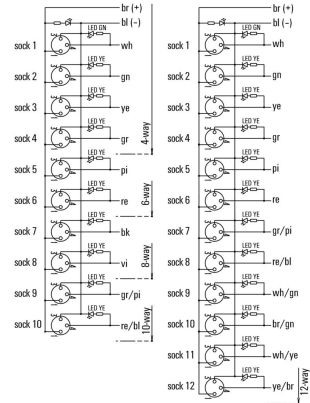 br (+)
bl (−)
LED GN
sock 1 wh
LED YE
sock 2 gn
LED YE
sock 3 ye
LED YE
sock 4 gr
4-way
LED YE
sock 5 pi
LED YE
sock 6 re
6-way
LED YE
sock 7 bk
LED YE
sock 8 vi
8-way
LED YE
sock 9 gr/pi
LED YE
sock 10 re/bl
10-way
br (+)
bl (−)
LED GN
sock 1 wh
LED YE
sock 2 gn
LED YE
sock 3 ye
LED YE
sock 4 gr
LED YE
sock 5 pi
LED YE
sock 6 re
LED YE
sock 7 gr/pi
LED YE
sock 8 re/bl
LED YE
sock 9 wh/gn
LED YE
sock 10 br/gn
LED YE
sock 11 wh/ye
LED YE
sock 12 ye/br
12-way